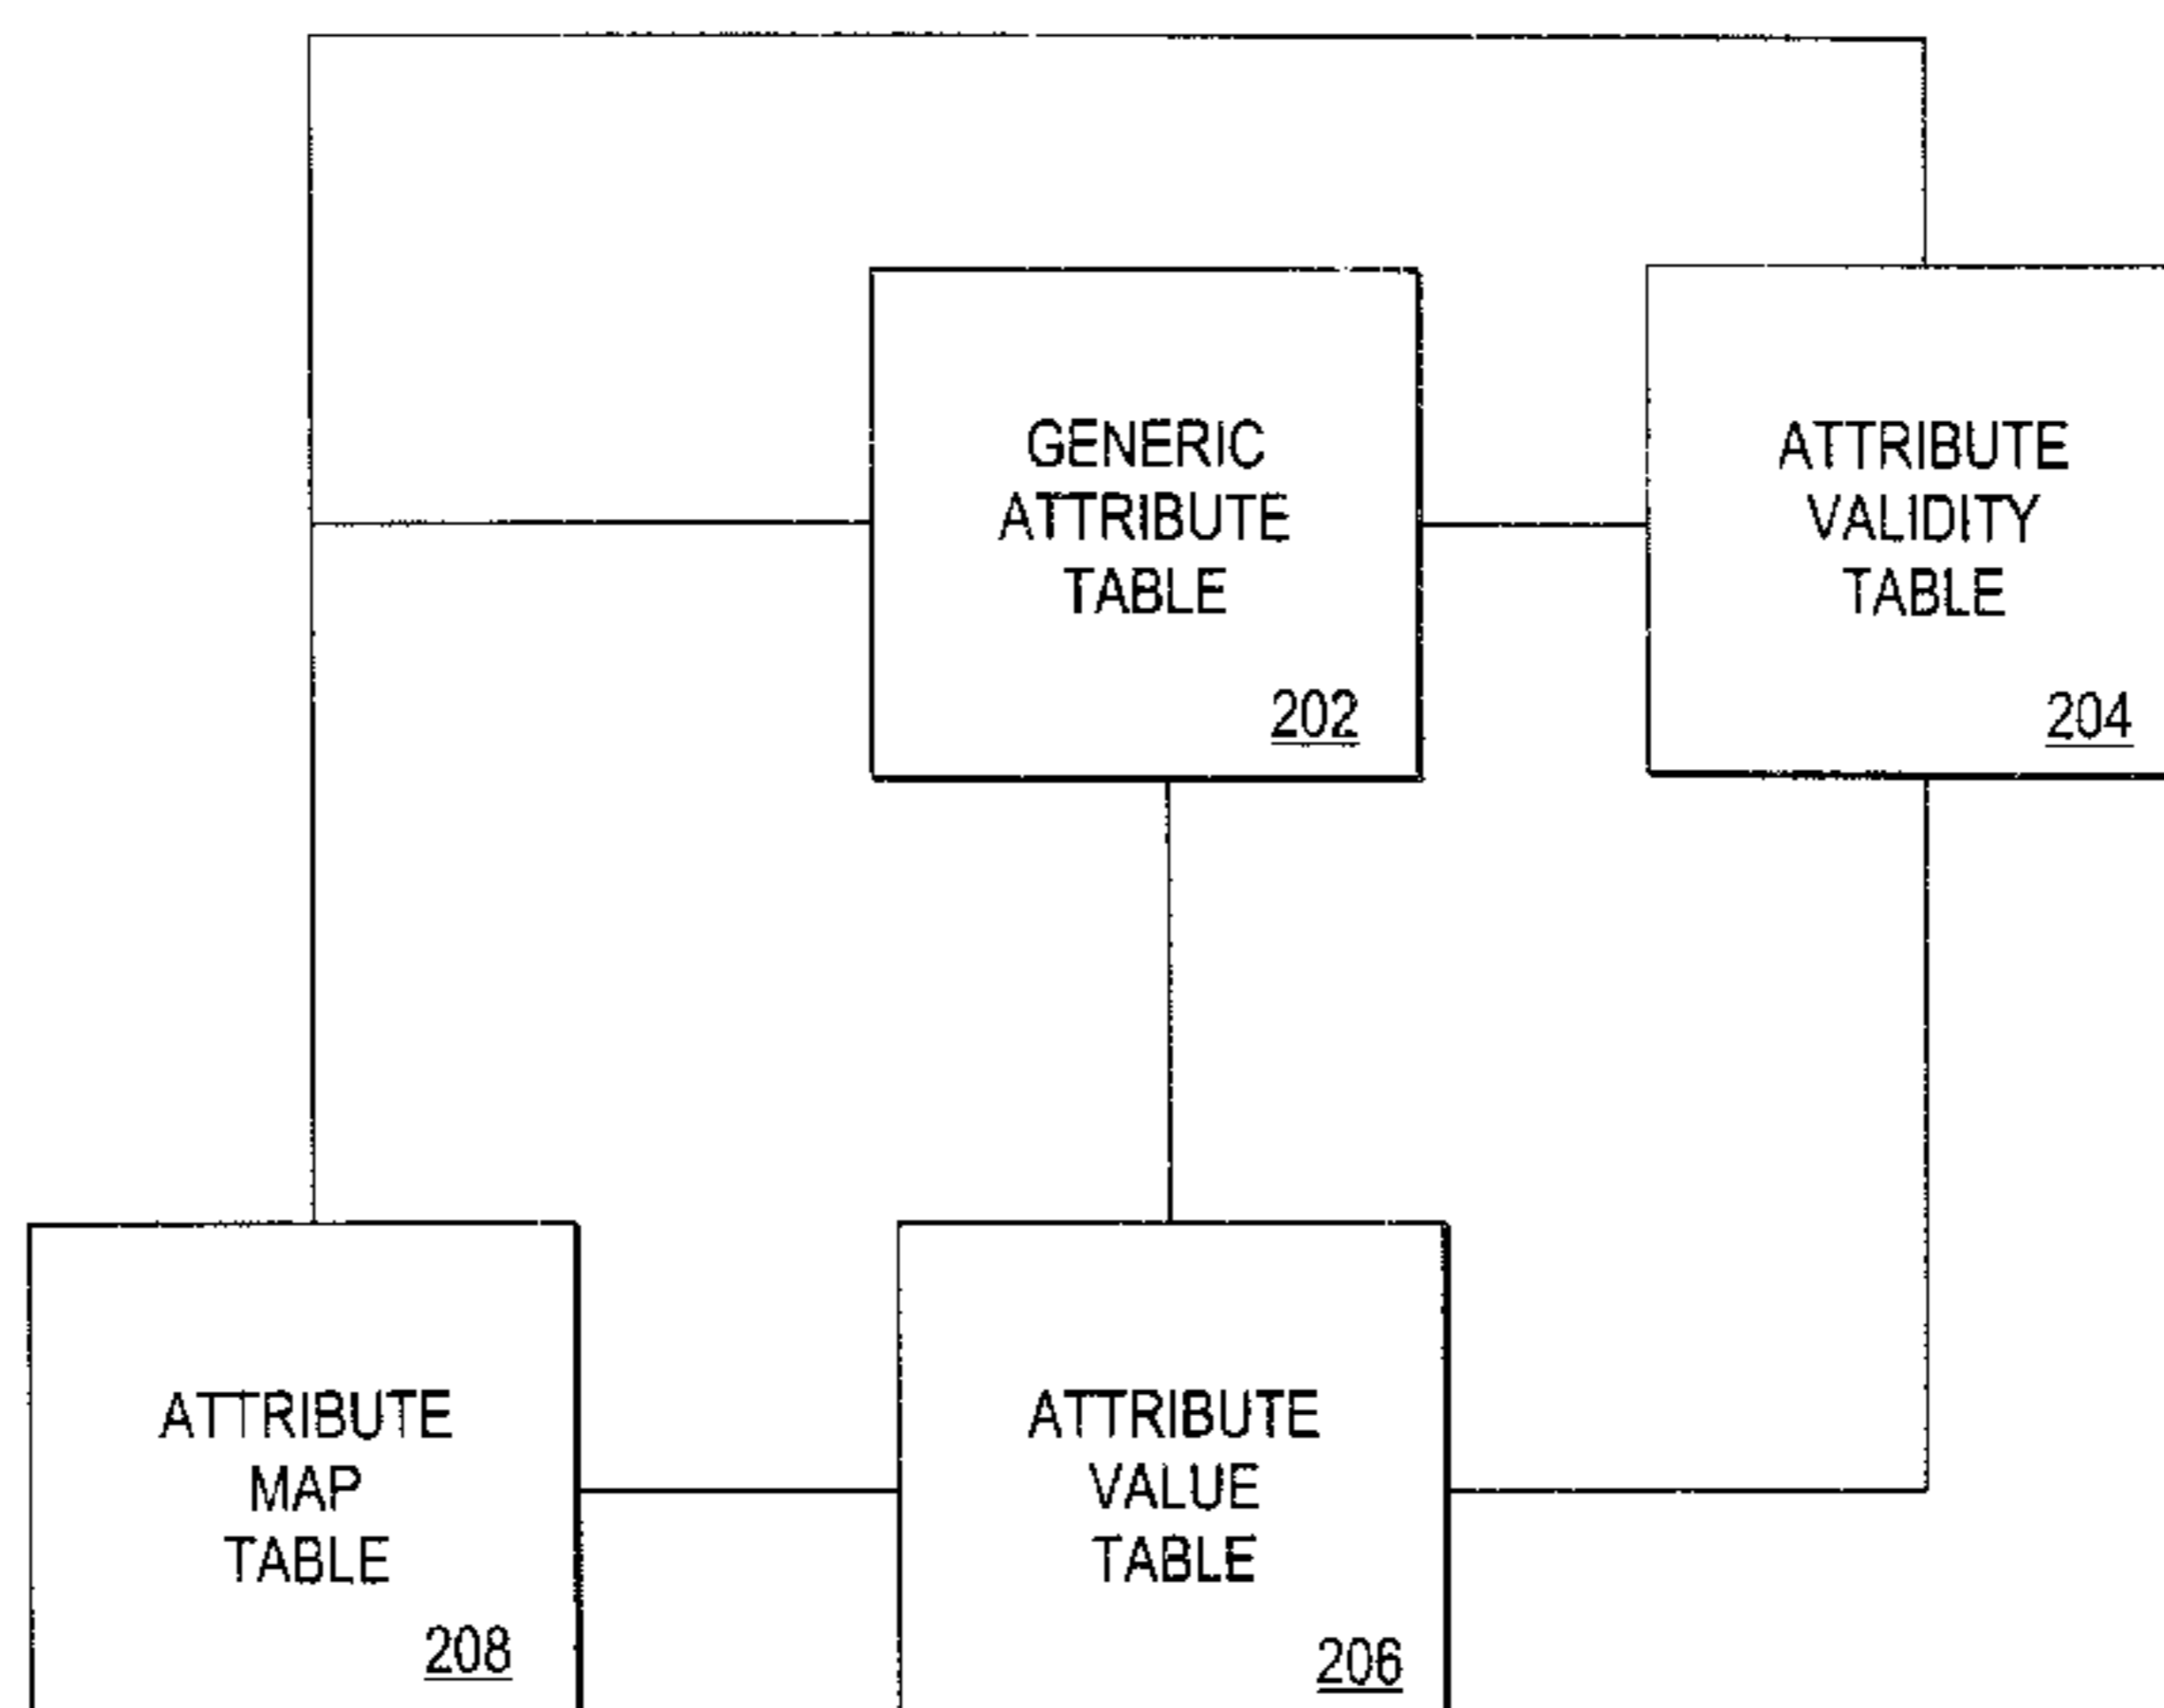 GENERIC
ATTRIBUTE
TABLE
202
ATTRIBUTE
VALIDITY
TABLE
204
ATTRIBUTE
MAP
TABLE
208
ATTRIBUTE
VALUE
TABLE
206